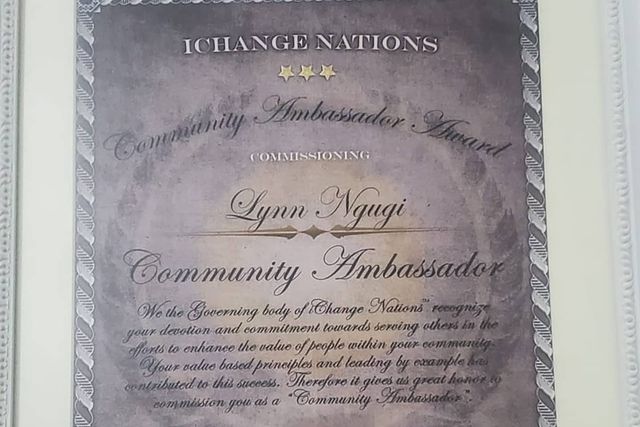 ICHANGE NATIONS
Community Ambassador Award
COMMISSIONING
Lynn Ngugi
Community Ambassador
We the Governing body of iChange Nations™ recognize
your devotion and commitment towards serving others in the
efforts to enhance the value of people within your community.
Your value based principles and leading by example has
contributed to this success. Therefore it gives us great honor to
commission you as a "Community Ambassador".